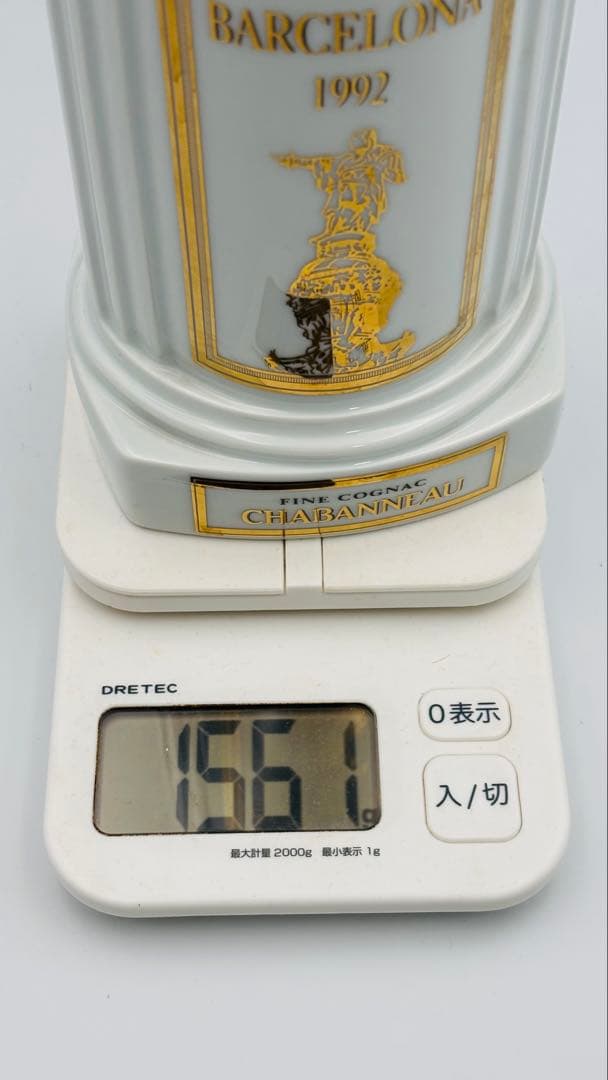 BARCELONA
1992
FINE COGNAC
CHABANNEAU
DRETEC
1561g
0表示
入/切
最大計量 2000g 最小表示 1g